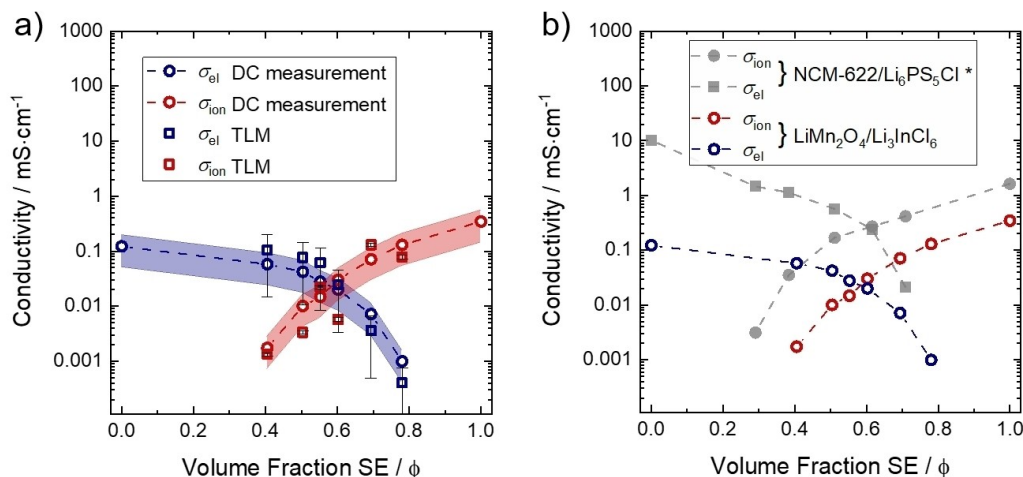 a)
1000
100
10
1
0.1
0.01
0.001
Conductivity / mS·cm⁻¹
σel DC measurement
σion DC measurement
σel TLM
σion TLM
0.0 0.2 0.4 0.6 0.8 1.0
Volume Fraction SE / ϕ
b)
1000
100
10
1
0.1
0.01
0.001
Conductivity / mS·cm⁻¹
σion
σel
} NCM-622/Li₆PS₅Cl *
σion
σel
} LiMn₂O₄/Li₃InCl₆
0.0 0.2 0.4 0.6 0.8 1.0
Volume Fraction SE / ϕ